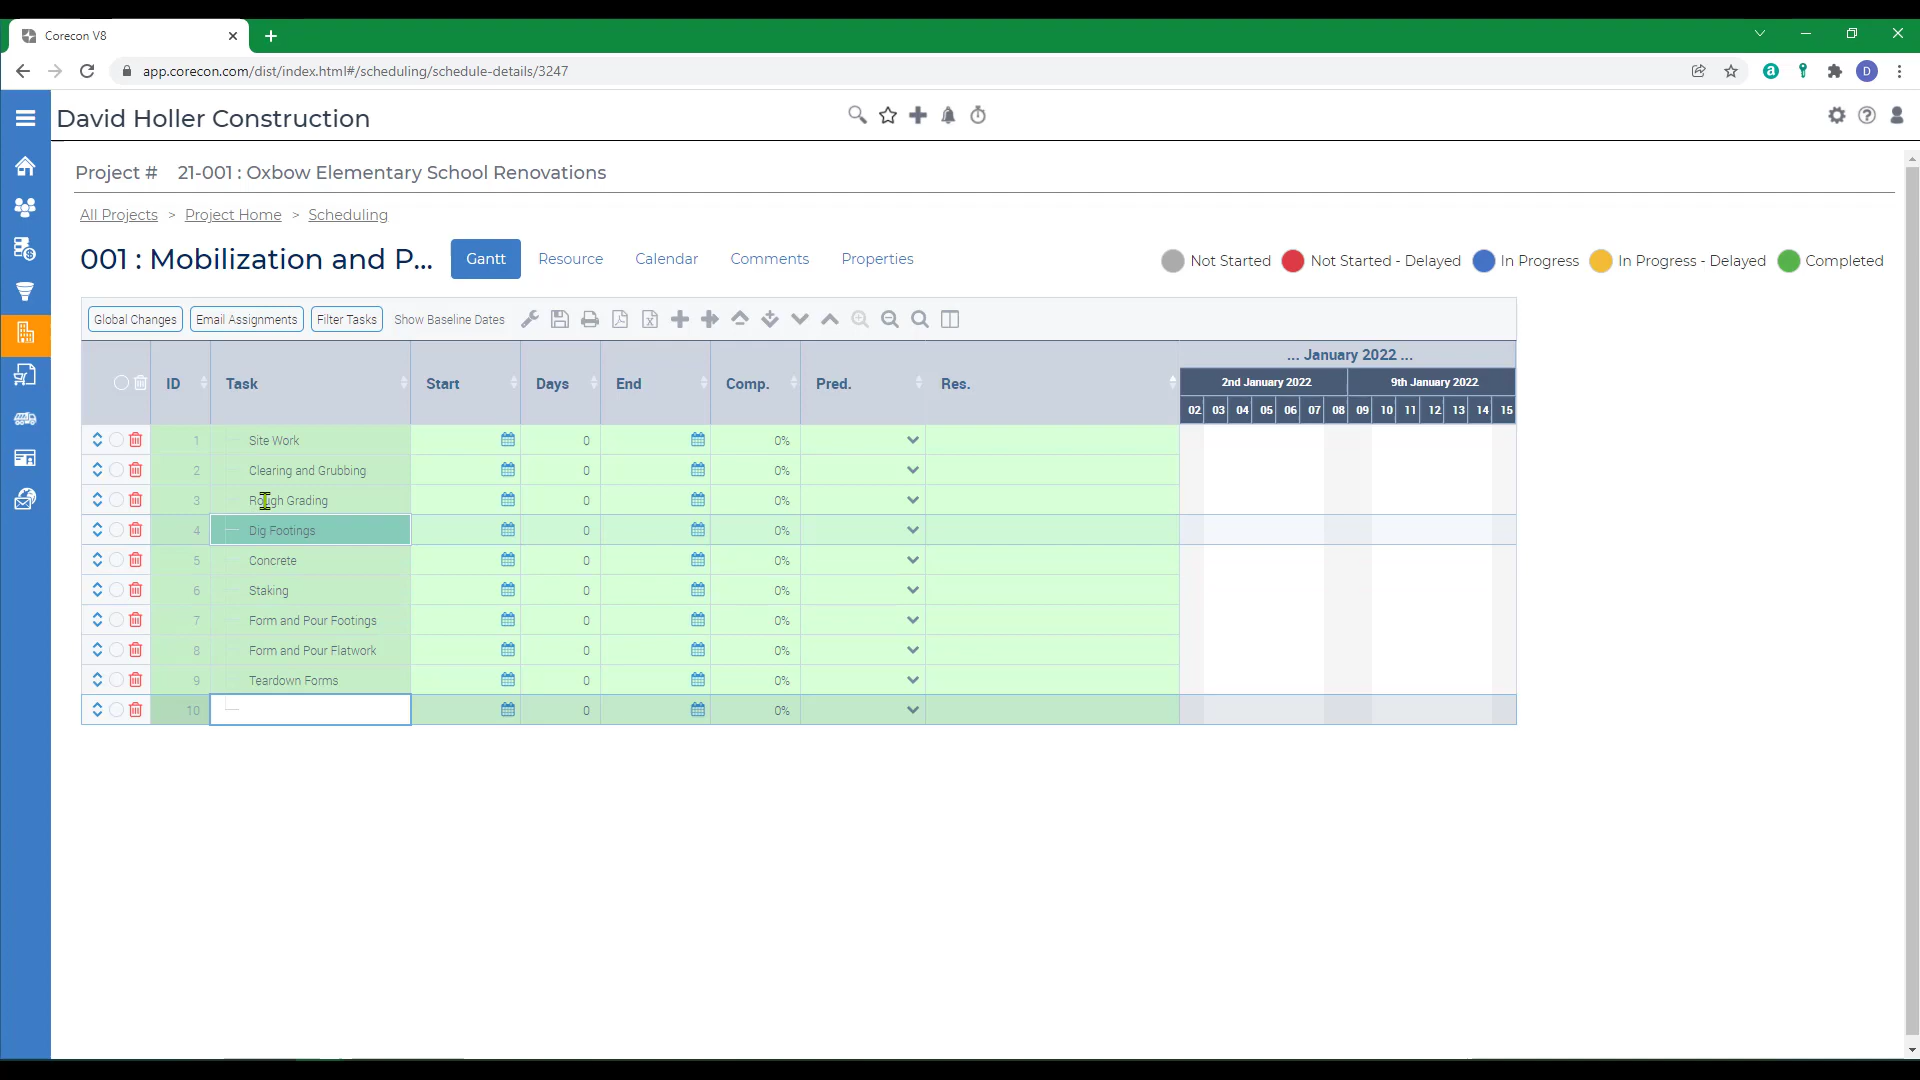 Corecon V8
app.corecon.com/dist/index.html#/scheduling/schedule-details/3247
D
David Holler Construction
Project # 21-001 : Oxbow Elementary School Renovations
All Projects > Project Home > Scheduling
001 : Mobilization and P... Gantt Resource Calendar Comments Properties
Not Started Not Started - Delayed In Progress In Progress - Delayed Completed
Global Changes Email Assignments Filter Tasks Show Baseline Dates
... January 2022 ...
ID Task Start Days End Comp. Pred. Res.
2nd January 2022 9th January 2022
02 03 04 05 06 07 08 09 10 11 12 13 14 15
1 Site Work 0 0%
2 Clearing and Grubbing 0 0%
3 Rough Grading 0 0%
4 Dig Footings 0 0%
5 Concrete 0 0%
6 Staking 0 0%
7 Form and Pour Footings 0 0%
8 Form and Pour Flatwork 0 0%
9 Teardown Forms 0 0%
10 0 0%